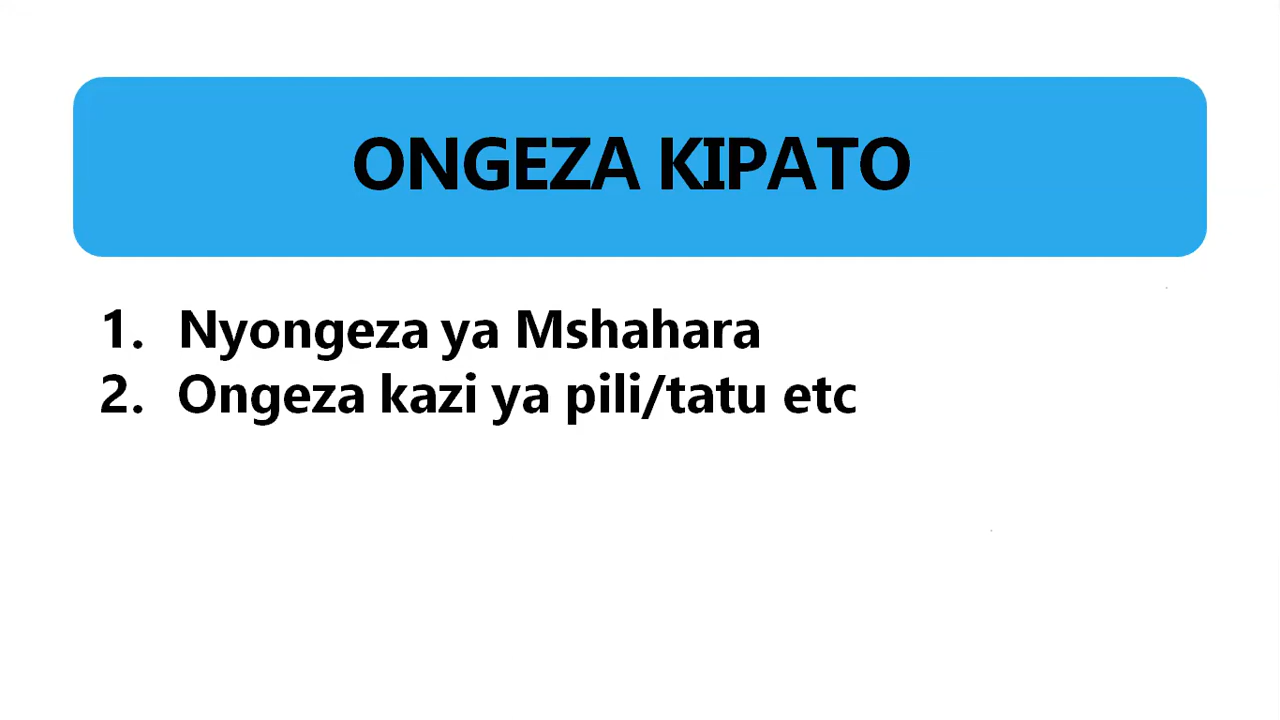 ONGEZA KIPATO
1. Nyongeza ya Mshahara
2. Ongeza kazi ya pili/tatu etc